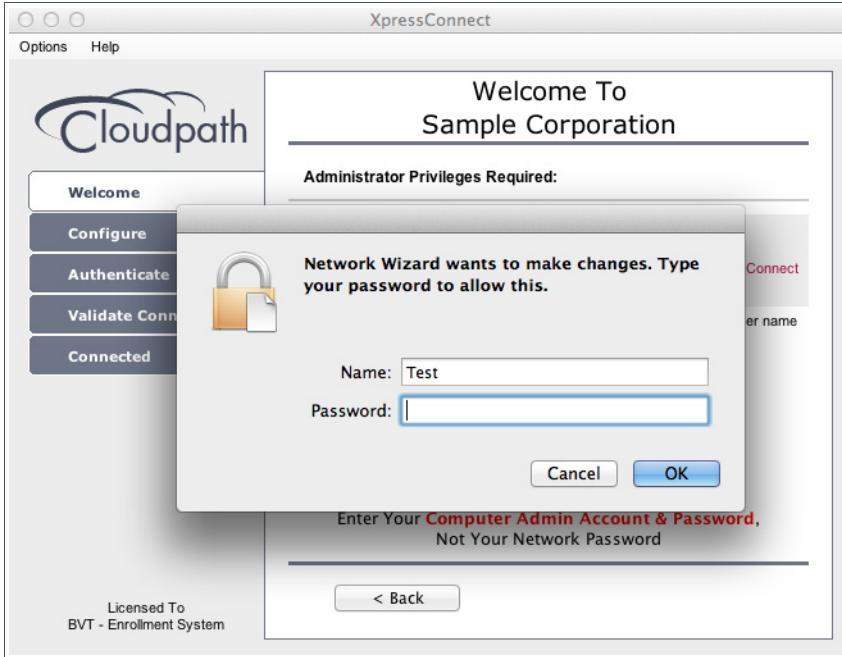 XpressConnect
Options Help
Cloudpath
Welcome To
Sample Corporation
Administrator Privileges Required:
Welcome
Configure
Authenticate
Validate Conn
Connected
Network Wizard wants to make changes. Type
your password to allow this.
Connect
er name
Name: Test
Password:
Cancel OK
Enter Your Computer Admin Account & Password,
Not Your Network Password
< Back
Licensed To
BVT - Enrollment System